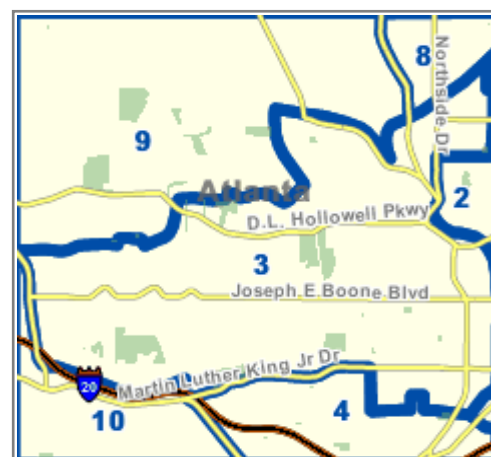 8
Northside Dr
9
Atlanta
2
D.L. Hollowell Pkwy
3
Joseph E Boone Blvd
20
Martin Luther King Jr Dr
10
4